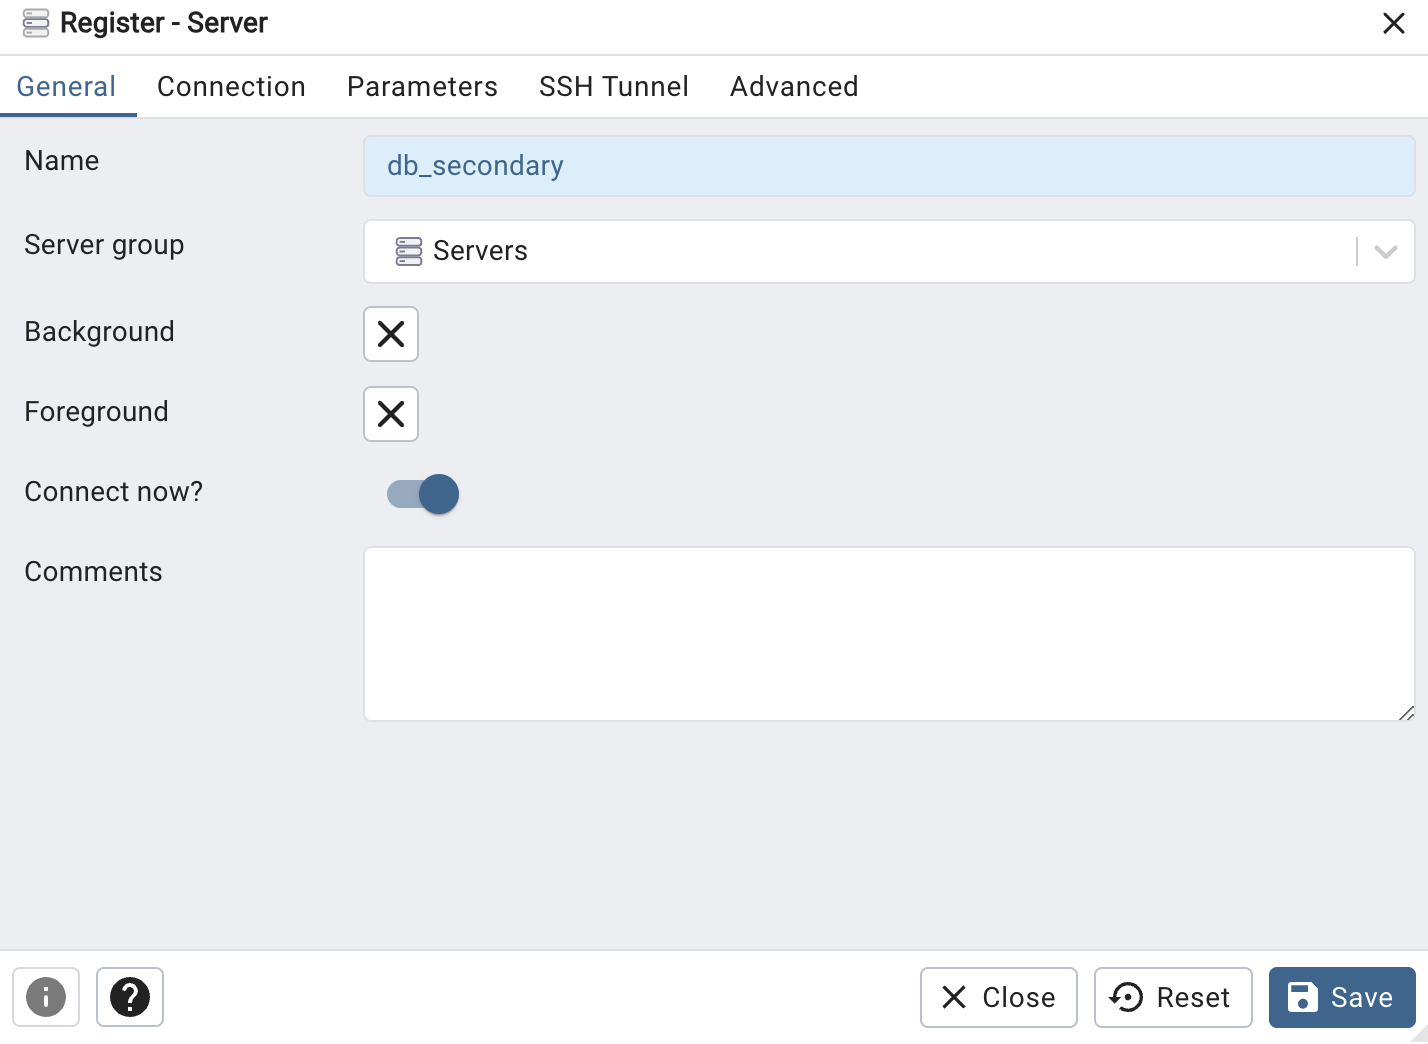 Register - Server
General Connection Parameters SSH Tunnel Advanced
Name db_secondary
Server group Servers
Background
Foreground
Connect now?
Comments
Close Reset Save